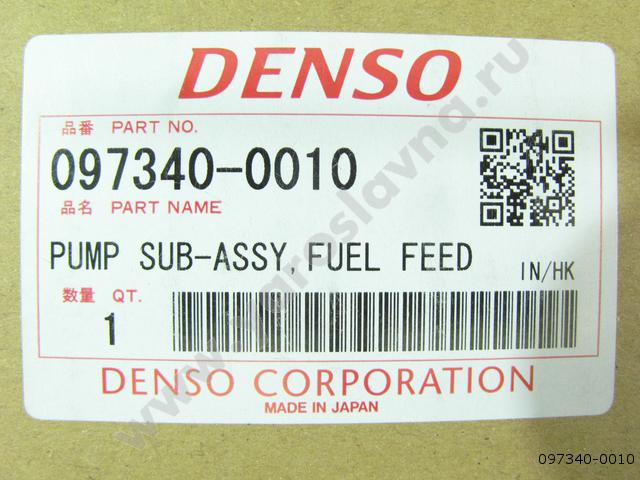 DENSO
品番 PART NO.
097340-0010
品名 PART NAME
PUMP SUB-ASSY, FUEL FEED
IN/HK
数量 QT.
1
DENSO CORPORATION
MADE IN JAPAN
www.yaroslavna.ru
097340-0010